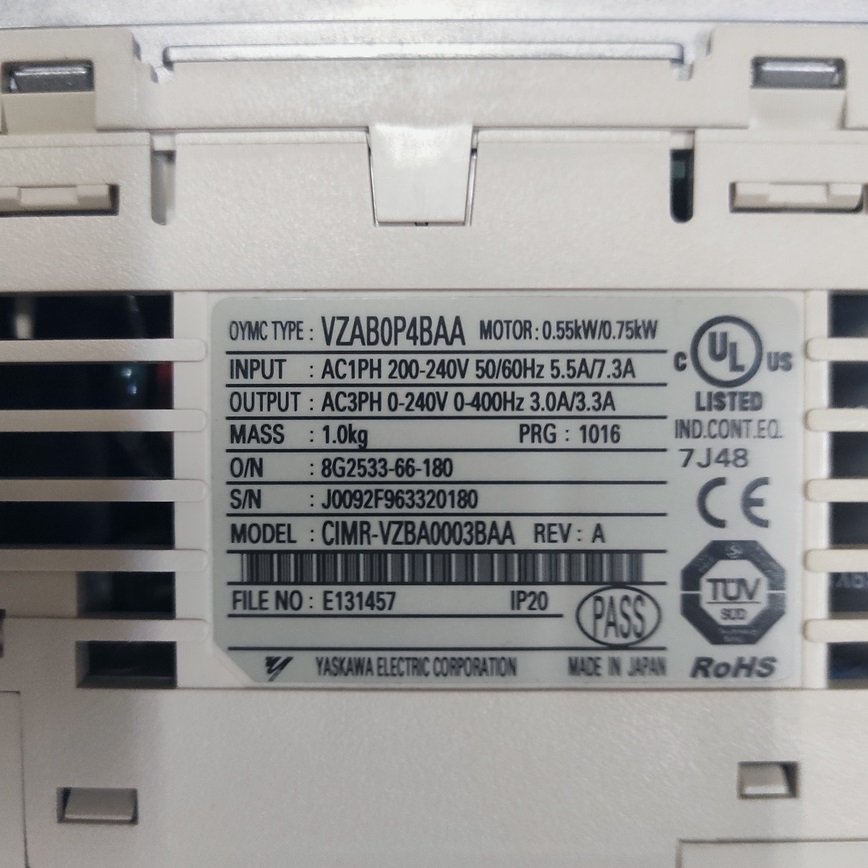 OYMC TYPE : VZAB0P4BAA MOTOR : 0.55kW/0.75kW
INPUT : AC1PH 200-240V 50/60Hz 5.5A/7.3A
OUTPUT : AC3PH 0-240V 0-400Hz 3.0A/3.3A
MASS : 1.0kg PRG : 1016
O/N : 8G2533-66-180
S/N : J0092F963320180
MODEL : CIMR-VZBA0003BAA REV : A
FILE NO : E131457 IP20
PASS
YASKAWA ELECTRIC CORPORATION MADE IN JAPAN
C UL US
LISTED
IND.CONT.EQ.
7J48
CE
TÜV
SÜD
RoHS